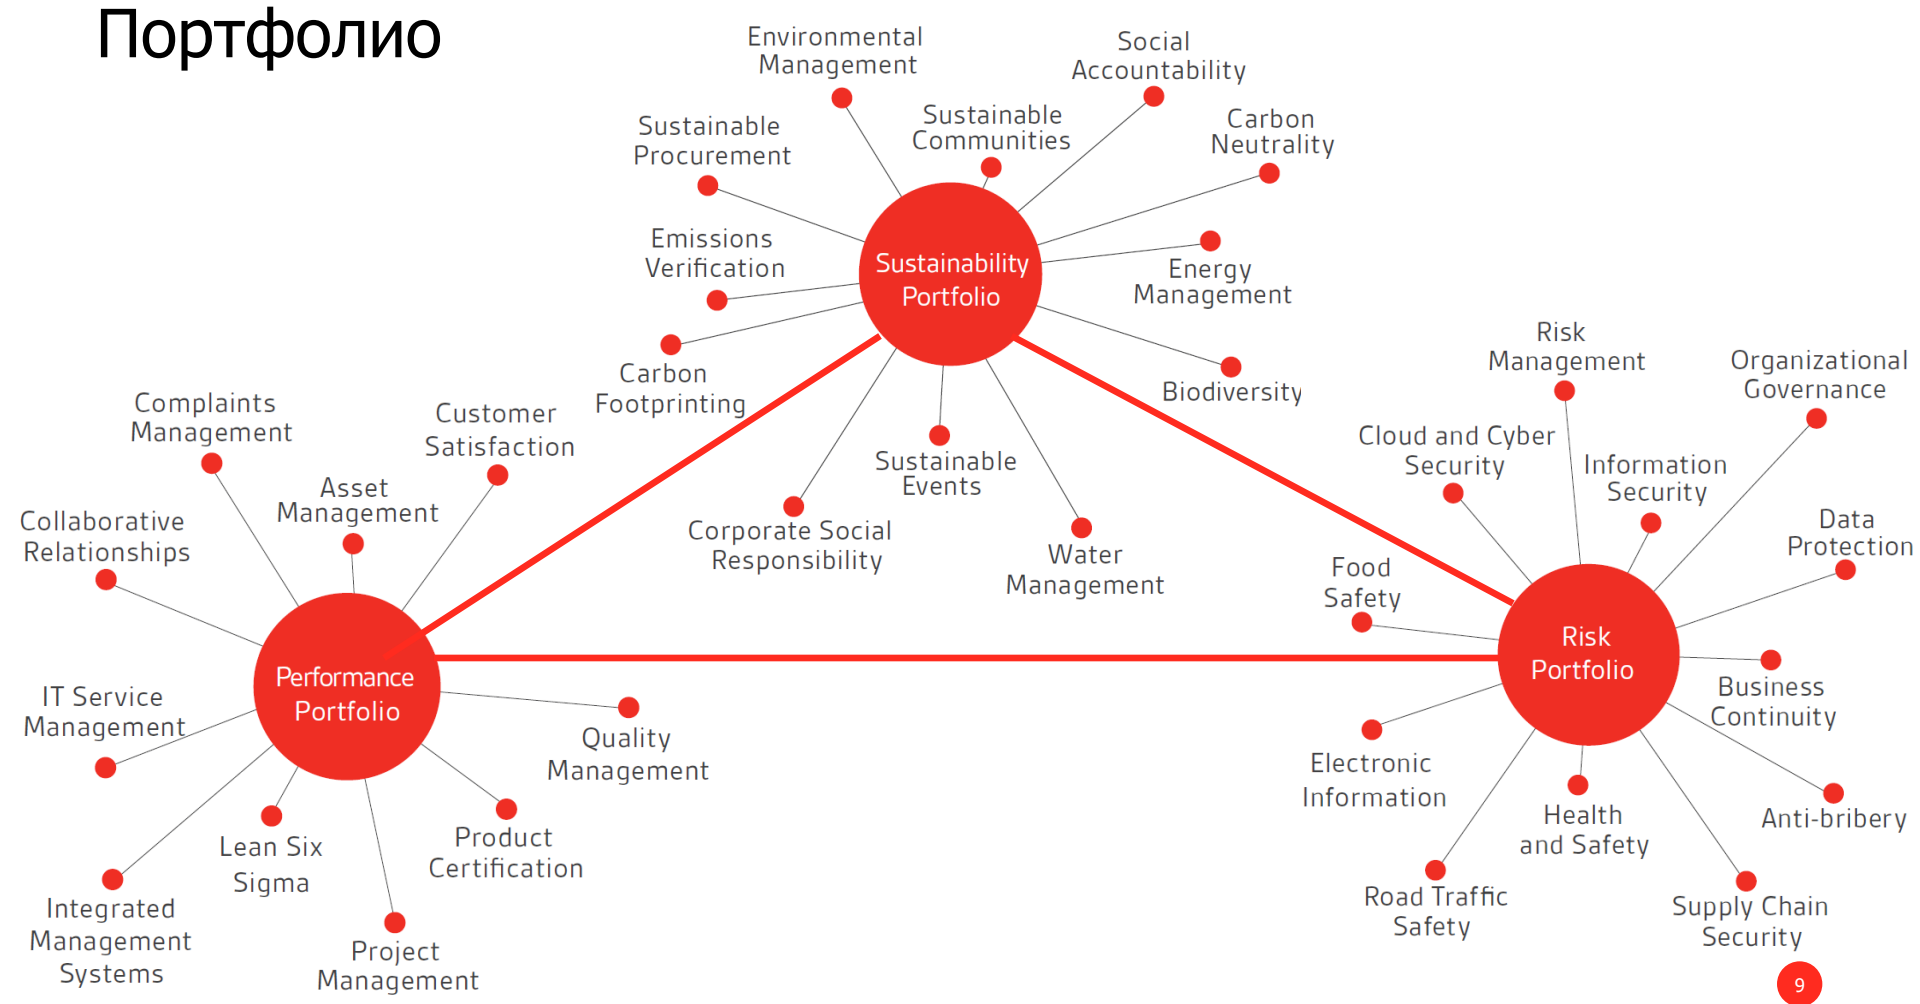 Портфолио
Environmental
Management
Social
Accountability
Sustainable
Communities
Carbon
Neutrality
Sustainable
Procurement
Emissions
Verification
Sustainability
Portfolio
Energy
Management
Carbon
Footprinting
Biodiversity
Sustainable
Events
Corporate Social
Responsibility
Water
Management
Complaints
Management
Customer
Satisfaction
Asset
Management
Collaborative
Relationships
Performance
Portfolio
IT Service
Management
Quality
Management
Lean Six
Sigma
Product
Certification
Integrated
Management
Systems
Project
Management
Risk
Management
Organizational
Governance
Cloud and Cyber
Security
Information
Security
Data
Protection
Food
Safety
Risk
Portfolio
Business
Continuity
Electronic
Information
Health
and Safety
Anti-bribery
Road Traffic
Safety
Supply Chain
Security
9